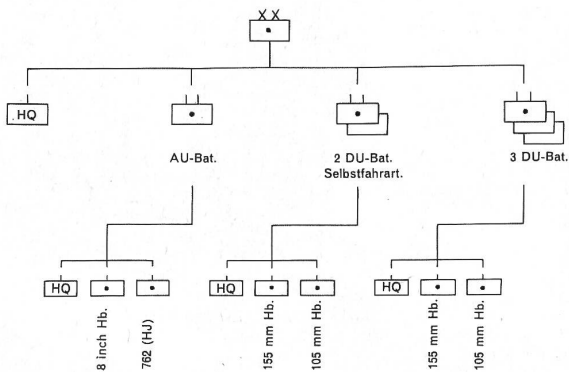 XX
HQ
AU-Bat.
2 DU-Bat.
Selbstfahrart.
3 DU-Bat.
HQ
8 inch Hb.
762 (HJ)
HQ
155 mm Hb.
105 mm Hb.
HQ
155 mm Hb.
105 mm Hb.